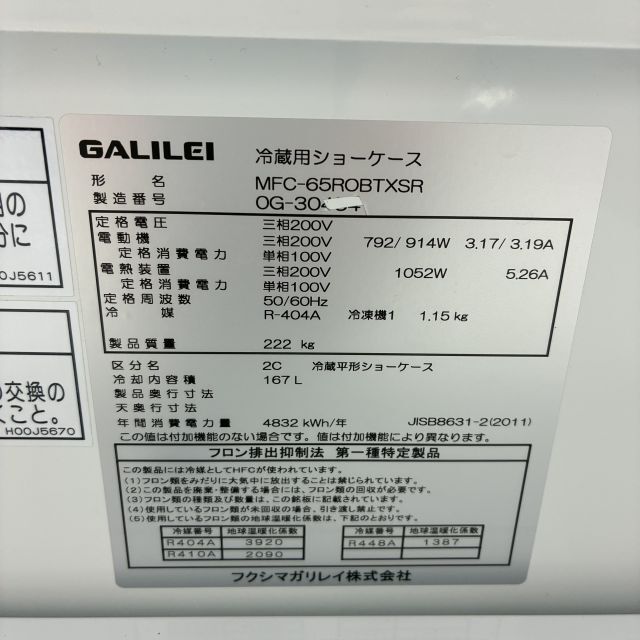 GALILEI 冷蔵用ショーケース
形 名 MFC-65ROBTXSR
製造番号 OG-30
定格電圧 三相200V
電動機 三相200V 792/914W 3.17/3.19A
定格消費電力 単相100V
電熱装置 三相200V 1052W 5.26A
定格消費電力 単相100V
定格周波数 50/60Hz
冷 媒 R-404A 冷凍機1 1.15kg
製品質量 222 kg
区分名 2C 冷蔵平形ショーケース
冷却内容積 167 L
製品奥行寸法
天奥行寸法
年間消費電力量 4832 kWh/年 JISB8631-2(2011)
この値は付加機能のない場合です。値は付加機能により異なります。
フロン排出抑制法 第一種特定製品
この製品には冷媒としてHFCが使われています。
(1)フロン類をみだりに大気中に放出することは禁じられています。
(2)この製品を廃棄・整備する場合には、フロン類の回収が必要です。
(3)フロン類の種類及び数量は、この銘板に記載されています。
(4)使用しているフロン類が未回収の場合、引き渡し禁止です。
(5)使用しているフロン類の地球温暖化係数は、下記のとおりです。
冷媒番号 地球温暖化係数 冷媒番号 地球温暖化係数
R404A 3920 R448A 1387
R410A 2090
フクシマガリレイ株式会社
の
分に
0J5611
の交換の
くこと。
H00J5670